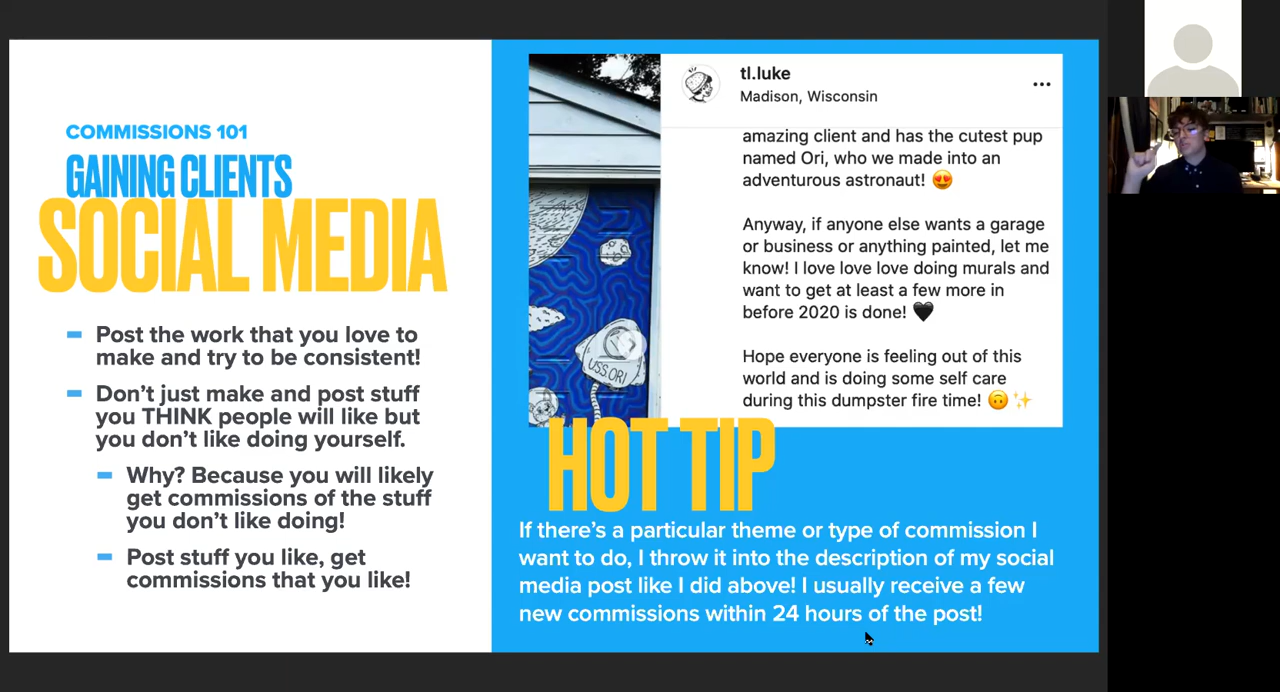 COMMISSIONS 101
GAINING CLIENTS
SOCIAL MEDIA
Post the work that you love to
make and try to be consistent!
Don't just make and post stuff
you THINK people will like but
you don't like doing yourself.
Why? Because you will likely
get commissions of the stuff
you don't like doing!
Post stuff you like, get
commissions that you like!
tl.luke
Madison, Wisconsin
amazing client and has the cutest pup
named Ori, who we made into an
adventurous astronaut! 😍
Anyway, if anyone else wants a garage
or business or anything painted, let me
know! I love love love doing murals and
want to get at least a few more in
before 2020 is done! 🖤
Hope everyone is feeling out of this
world and is doing some self care
during this dumpster fire time! 🙃✨
USS.ORI
HOT TIP
If there's a particular theme or type of commission I
want to do, I throw it into the description of my social
media post like I did above! I usually receive a few
new commissions within 24 hours of the post!